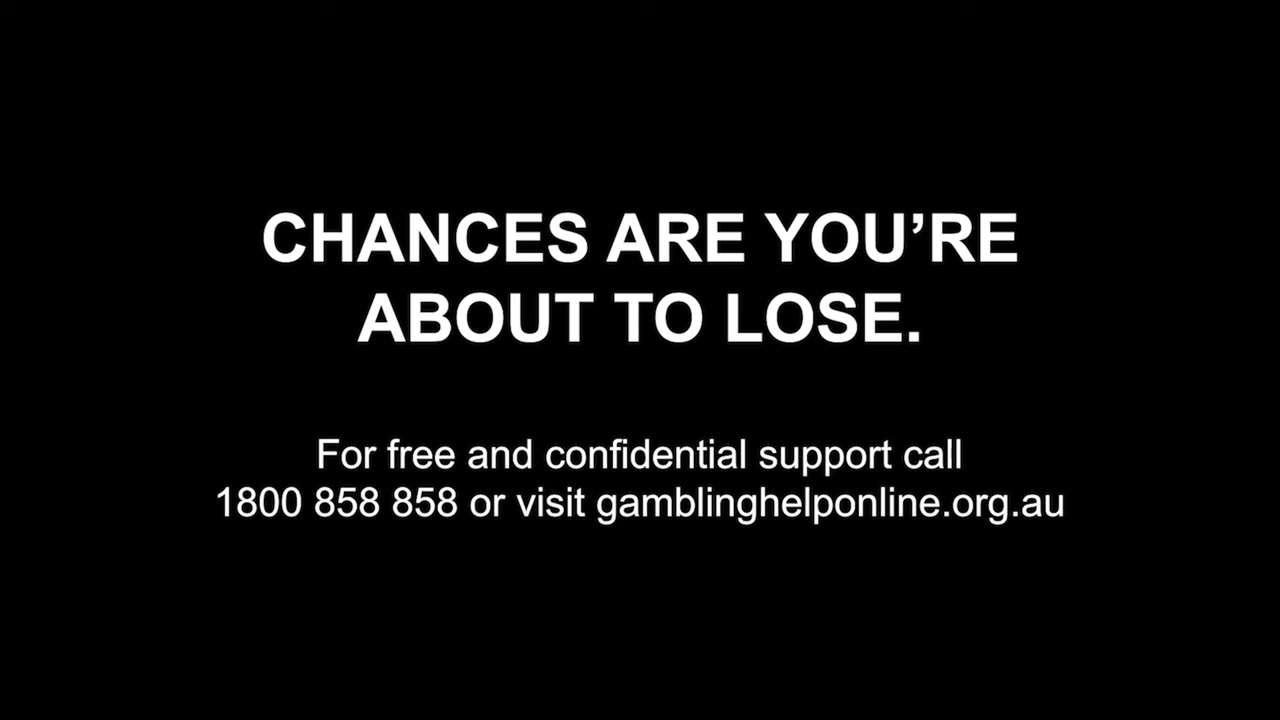 CHANCES ARE YOU’RE
ABOUT TO LOSE.
For free and confidential support call
1800 858 858 or visit gamblinghelponline.org.au